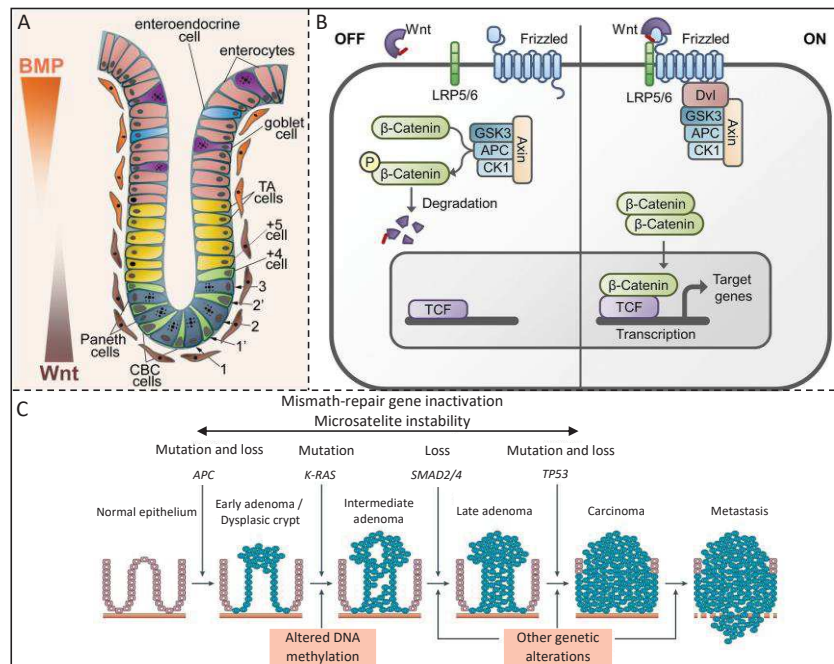 A
BMP
Wnt
enteroendocrine
cell
enterocytes
goblet
cell
TA
cells
+5
cell
+4
cell
3
2'
2
1'
1
Paneth
cells
CBC
cells
B
OFF
Wnt
Frizzled
LRP5/6
β-Catenin
GSK3
APC
CK1
Axin
P
β-Catenin
Degradation
TCF
ON
Wnt
Frizzled
LRP5/6
Dvl
GSK3
APC
CK1
Axin
β-Catenin
β-Catenin
β-Catenin
TCF
Target
genes
Transcription
C
Mismath-repair gene inactivation
Microsatelite instability
Mutation and loss
Mutation
Loss
Mutation and loss
APC
K-RAS
SMAD2/4
TP53
Normal epithelium
Early adenoma /
Dysplasic crypt
Intermediate
adenoma
Late adenoma
Carcinoma
Metastasis
Altered DNA
methylation
Other genetic
alterations